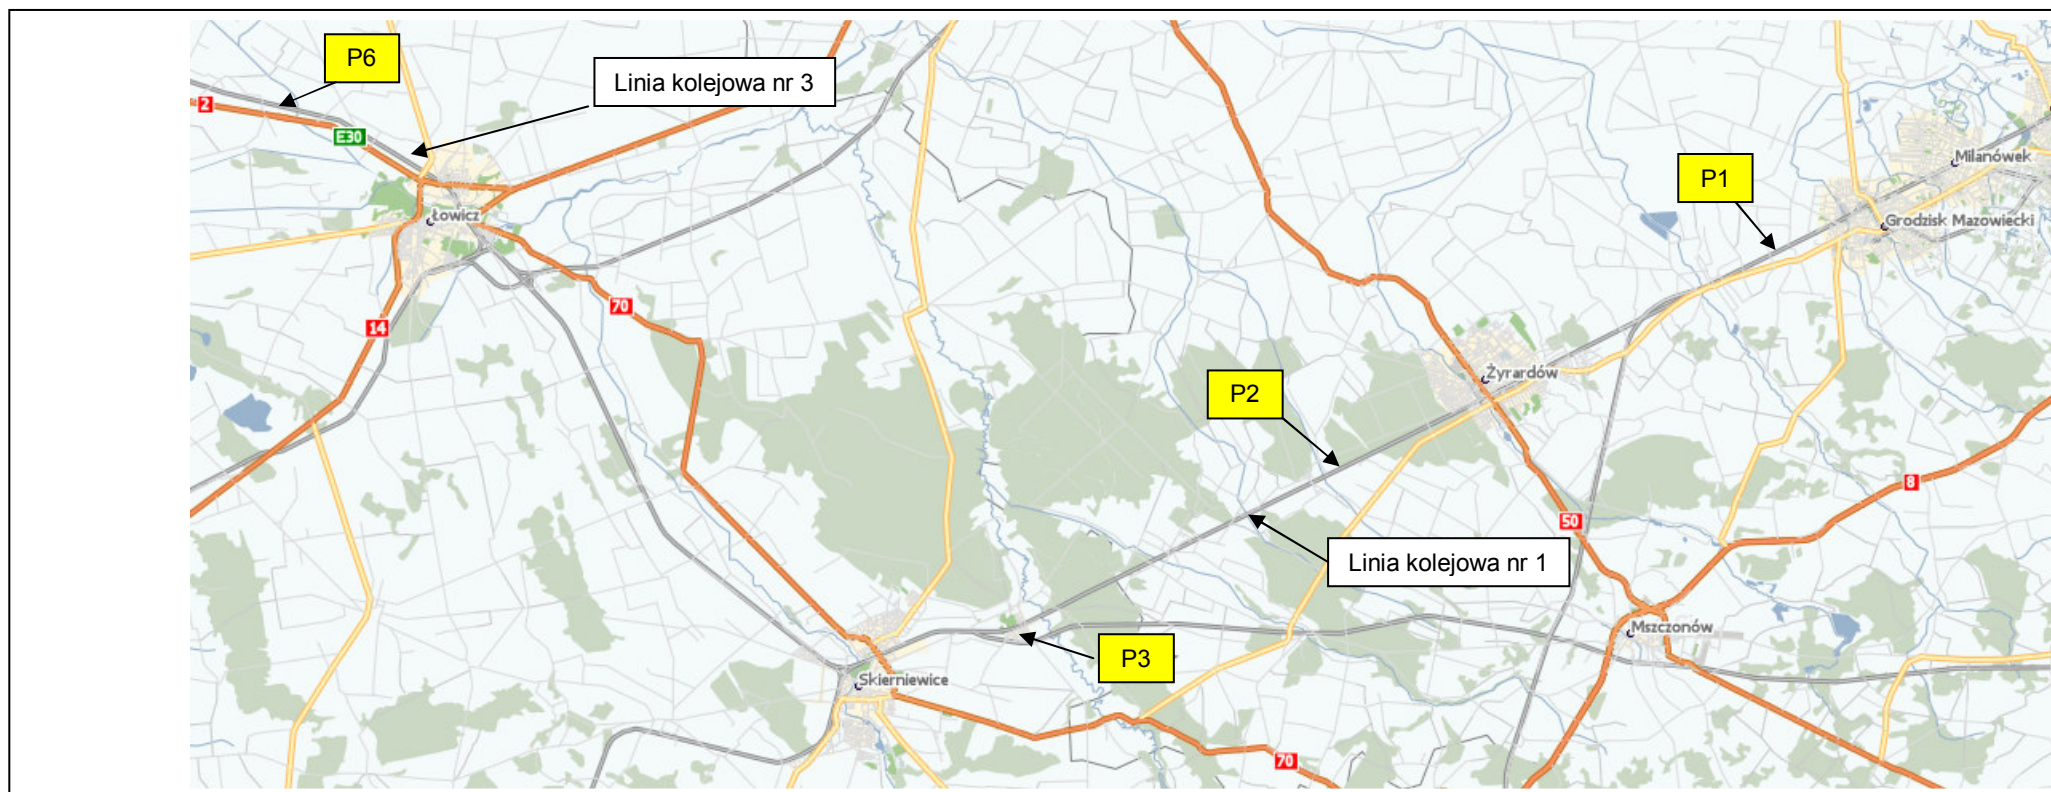 P6
Linia kolejowa nr 3
2
E30
Milanówek
P1
Łowicz
Grodzisk Mazowiecki
70
14
Żyrardów
P2
8
50
Linia kolejowa nr 1
Mszczonów
P3
Skierniewice
70